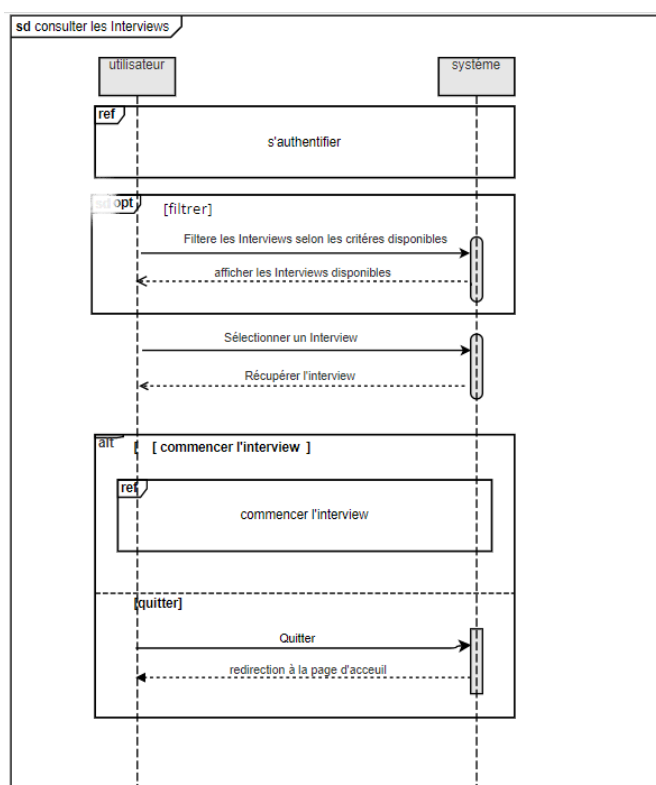 sd consulter les Interviews
utilisateur
système
ref
s'authentifier
sd opt
[filtrer]
Filtere les Interviews selon les critéres disponibles
afficher les Interviews disponibles
Sélectionner un Interview
Récupérer l'interview
alt
[ [ commencer l'interview ]
ref
commencer l'interview
[quitter]
Quitter
redirection à la page d'acceuil